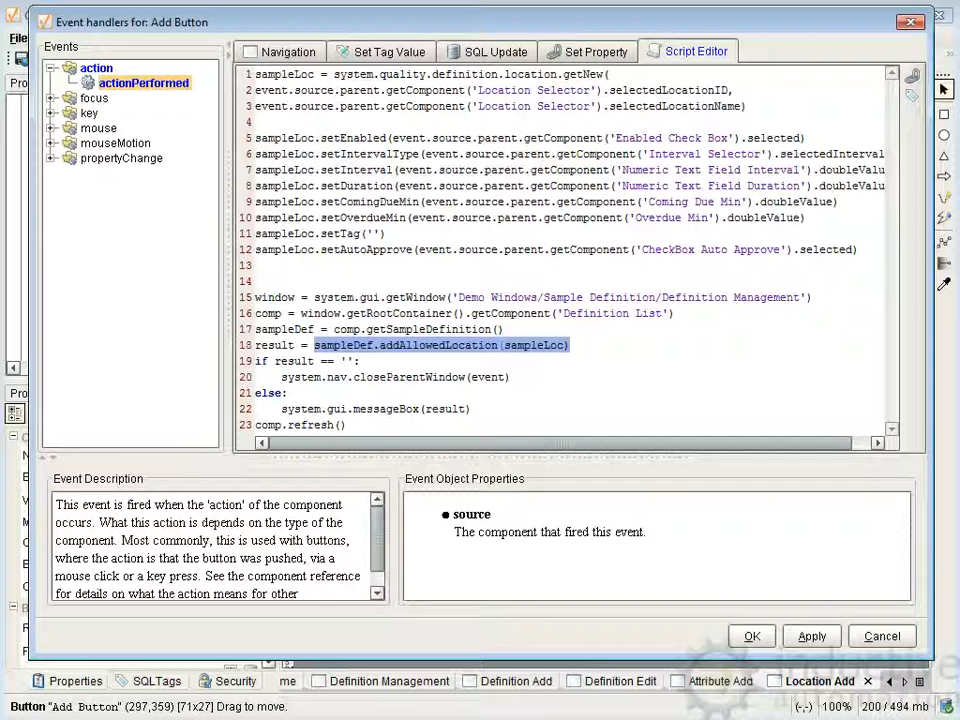 Event handlers for: Add Button
File
Events
action
actionPerformed
focus
key
mouse
mouseMotion
propertyChange
Navigation
Set Tag Value
SQL Update
Set Property
Script Editor
1 sampleLoc = system.quality.definition.location.getNew(
2 event.source.parent.getComponent('Location Selector').selectedLocationID,
3 event.source.parent.getComponent('Location Selector').selectedLocationName)
4
5 sampleLoc.setEnabled(event.source.parent.getComponent('Enabled Check Box').selected)
6 sampleLoc.setIntervalType(event.source.parent.getComponent('Interval Selector').selectedInterval
7 sampleLoc.setInterval(event.source.parent.getComponent('Numeric Text Field Interval').doubleValu
8 sampleLoc.setDuration(event.source.parent.getComponent('Numeric Text Field Duration').doubleValu
9 sampleLoc.setComingDueMin(event.source.parent.getComponent('Coming Due Min').doubleValue)
10 sampleLoc.setOverdueMin(event.source.parent.getComponent('Overdue Min').doubleValue)
11 sampleLoc.setTag('')
12 sampleLoc.setAutoApprove(event.source.parent.getComponent('CheckBox Auto Approve').selected)
13
14
15 window = system.gui.getWindow('Demo Windows/Sample Definition/Definition Management')
16 comp = window.getRootContainer().getComponent('Definition List')
17 sampleDef = comp.getSampleDefinition()
18 result = sampleDef.addAllowedLocation(sampleLoc)
19 if result == '':
20 system.nav.closeParentWindow(event)
21 else:
22 system.gui.messageBox(result)
23 comp.refresh()
Event Description
This event is fired when the 'action' of the component
occurs. What this action is depends on the type of the
component. Most commonly, this is used with buttons,
where the action is that the button was pushed, via a
mouse click or a key press. See the component reference
for details on what the action means for other
Event Object Properties
source
The component that fired this event.
OK
Apply
Cancel
Properties
SQLTags
Security
me
Definition Management
Definition Add
Definition Edit
Attribute Add
Location Add
Button "Add Button" (297,359) [71x27] Drag to move.
(-,-)
100%
200 / 494 mb